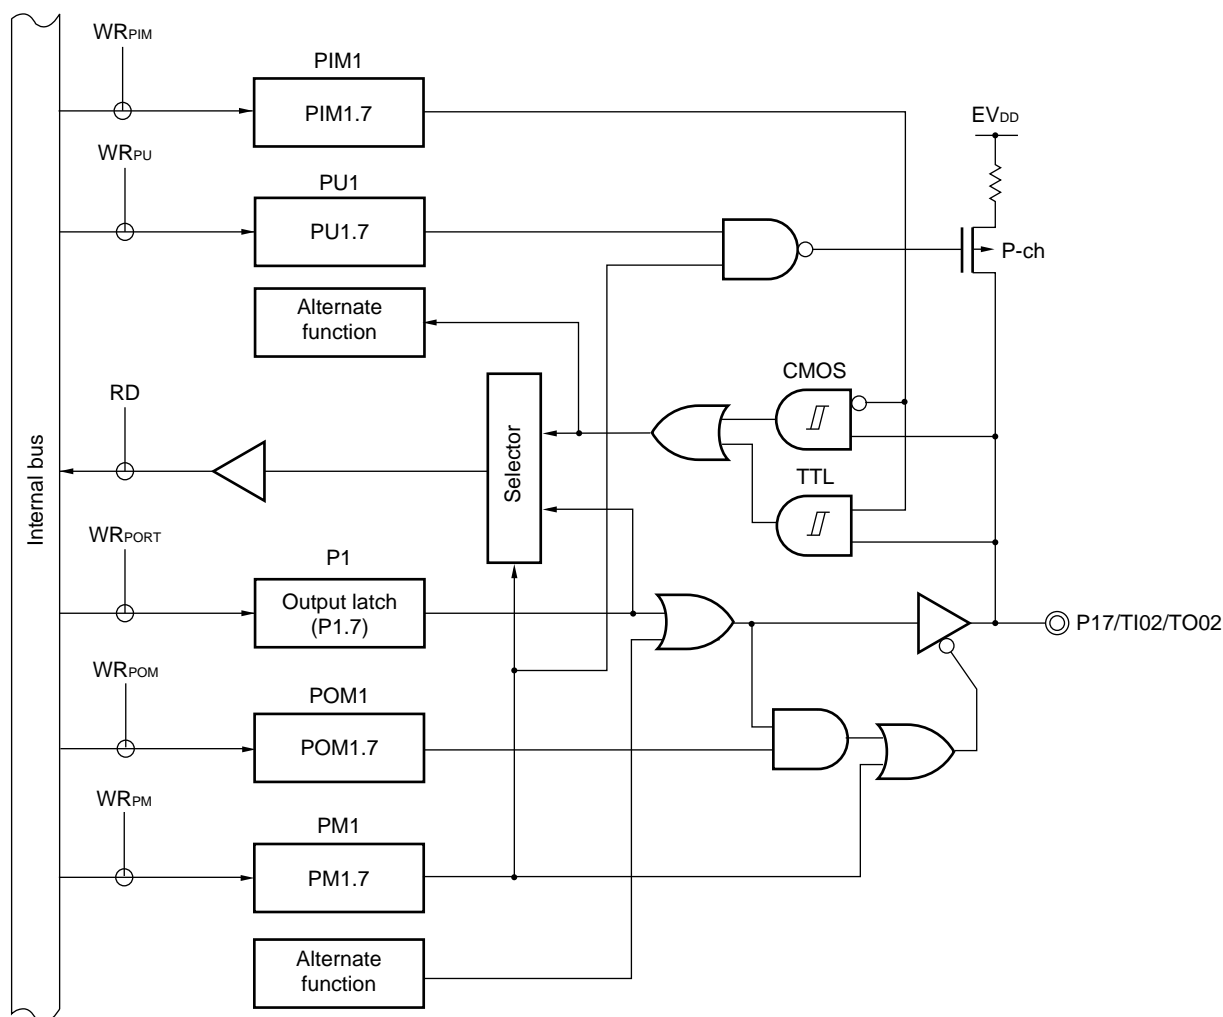 WRPIM
PIM1
PIM1.7
EVDD
WRPU
PU1
PU1.7
P-ch
Alternate
function
CMOS
RD
Selector
TTL
Internal bus
WRPORT
P1
Output latch
(P1.7)
P17/TI02/TO02
WRPOM
POM1
POM1.7
WRPM
PM1
PM1.7
Alternate
function